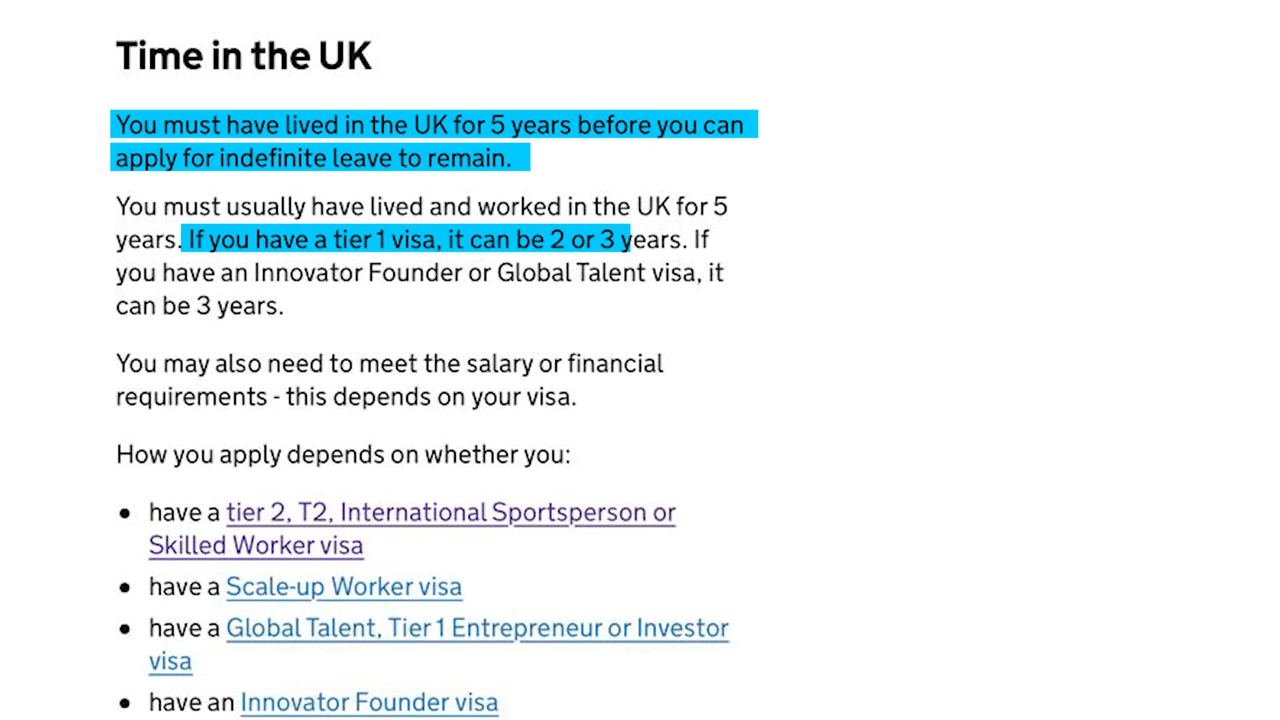 Time in the UK
You must have lived in the UK for 5 years before you can
apply for indefinite leave to remain.
You must usually have lived and worked in the UK for 5
years. If you have a tier 1 visa, it can be 2 or 3 years. If
you have an Innovator Founder or Global Talent visa, it
can be 3 years.
You may also need to meet the salary or financial
requirements - this depends on your visa.
How you apply depends on whether you:
• have a tier 2, T2, International Sportsperson or
Skilled Worker visa
• have a Scale-up Worker visa
• have a Global Talent, Tier 1 Entrepreneur or Investor
visa
• have an Innovator Founder visa